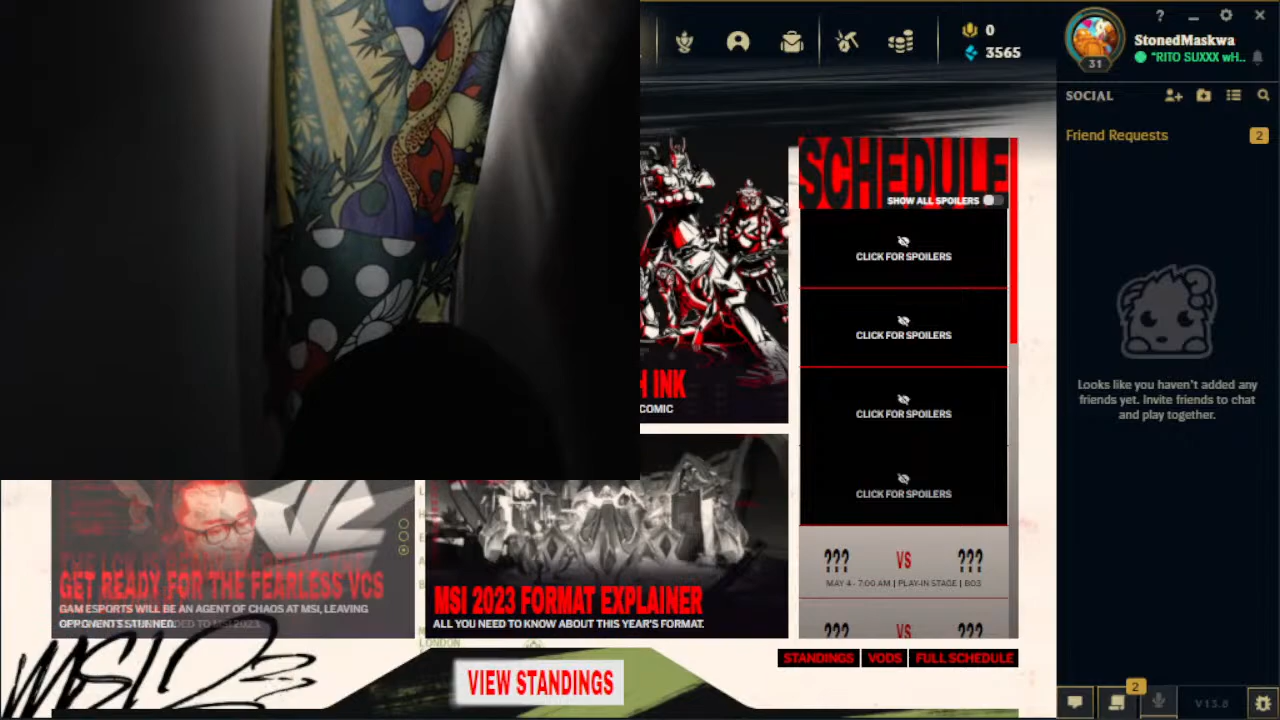 0
3565
31
StonedMaskwa
"RITO SUXXX wH..
SOCIAL
Friend Requests
2
Looks like you haven't added any
friends yet. Invite friends to chat
and play together.
SCHEDULE
SHOW ALL SPOILERS
CLICK FOR SPOILERS
CLICK FOR SPOILERS
CLICK FOR SPOILERS
CLICK FOR SPOILERS
??? VS ???
MAY 4 - 7:00 AM | PLAY-IN STAGE | BO3
??? VS ???
H INK
COMIC
GET READY FOR THE FEARLESS VCS
GAM ESPORTS WILL BE AN AGENT OF CHAOS AT MSI, LEAVING
OPPONENTS STUNNED.
MSI 2023 FORMAT EXPLAINER
ALL YOU NEED TO KNOW ABOUT THIS YEAR'S FORMAT.
LONDON
STANDINGS
VODS
FULL SCHEDULE
VIEW STANDINGS
2
V13.8